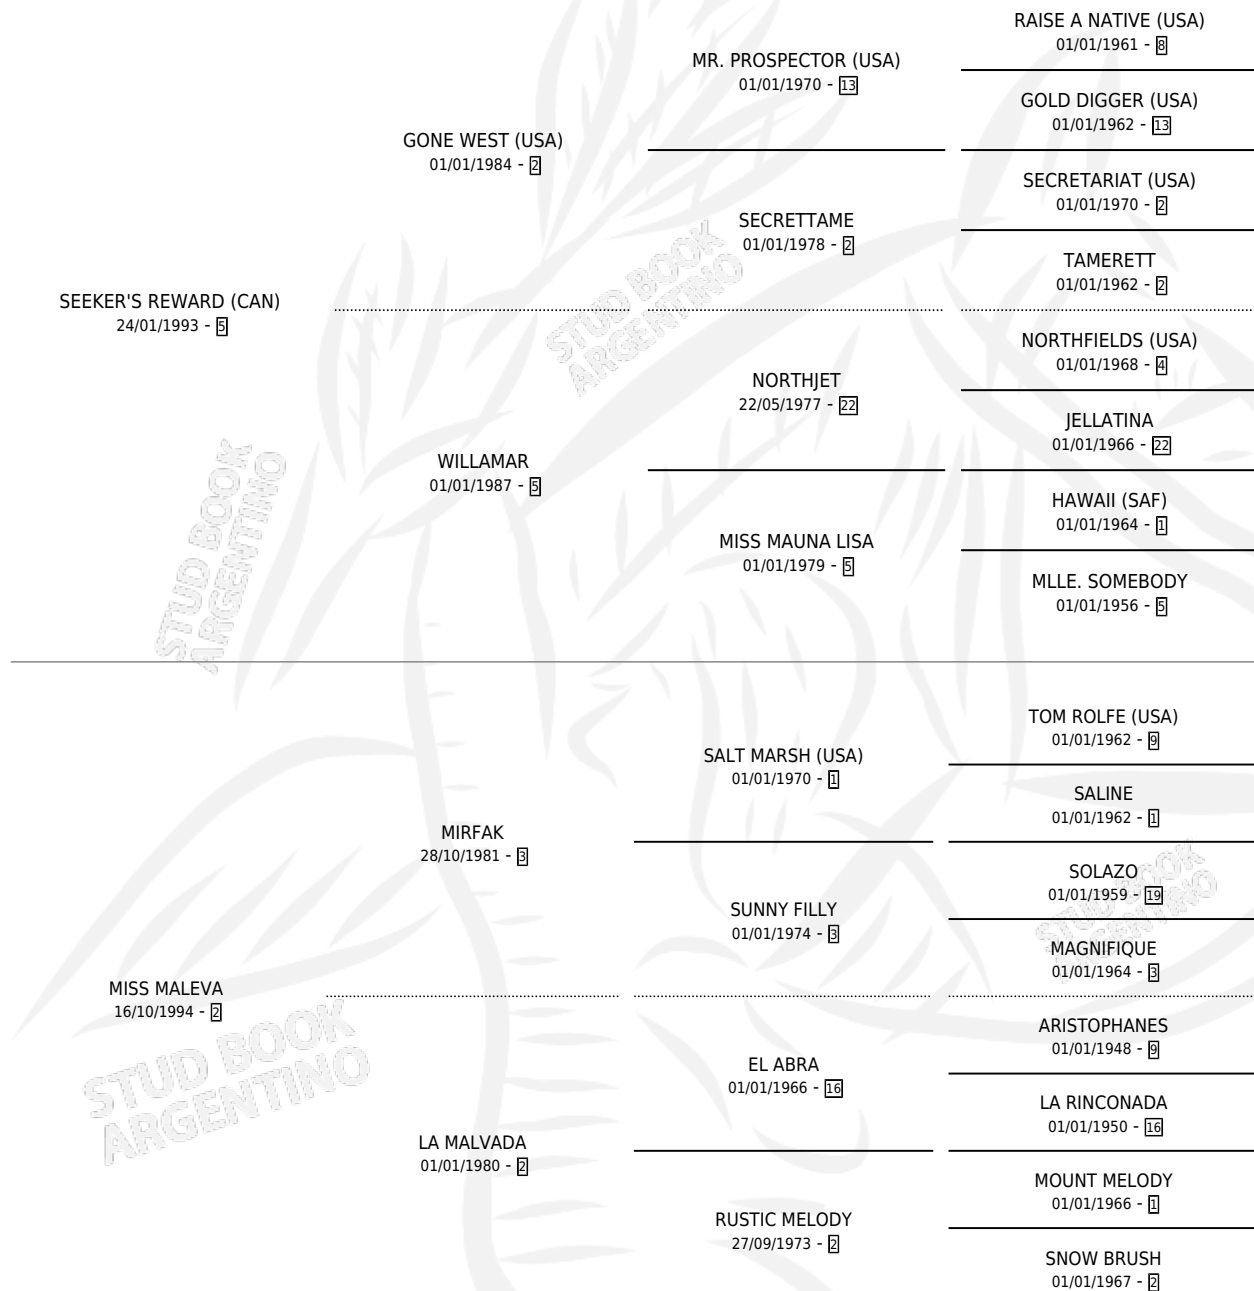 RAISE A NATIVE (USA)
01/01/1961 - 8
MR. PROSPECTOR (USA)
01/01/1970 - 13
GOLD DIGGER (USA)
01/01/1962 - 13
GONE WEST (USA)
01/01/1984 - 2
SECRETARIAT (USA)
01/01/1970 - 2
SECRETTAME
01/01/1978 - 2
TAMERETT
01/01/1962 - 2
SEEKER'S REWARD (CAN)
24/01/1993 - 5
NORTHFIELDS (USA)
01/01/1968 - 4
NORTHJET
22/05/1977 - 22
JELLATINA
01/01/1966 - 22
WILLAMAR
01/01/1987 - 5
HAWAII (SAF)
01/01/1964 - 1
MISS MAUNA LISA
01/01/1979 - 5
MLLE. SOMEBODY
01/01/1956 - 5
TOM ROLFE (USA)
01/01/1962 - 9
SALT MARSH (USA)
01/01/1970 - 1
SALINE
01/01/1962 - 1
MIRFAK
28/10/1981 - 3
SOLAZO
01/01/1959 - 19
SUNNY FILLY
01/01/1974 - 3
MAGNIFIQUE
01/01/1964 - 3
MISS MALEVA
16/10/1994 - 2
ARISTOPHANES
01/01/1948 - 9
EL ABRA
01/01/1966 - 16
LA RINCONADA
01/01/1950 - 16
LA MALVADA
01/01/1980 - 2
MOUNT MELODY
01/01/1966 - 1
RUSTIC MELODY
27/09/1973 - 2
SNOW BRUSH
01/01/1967 - 2
STUD BOOK
ARGENTINO
STUD BOOK
ARGENTINO
STUD BOOK
ARGENTINO
STUD BOOK
ARGENTINO